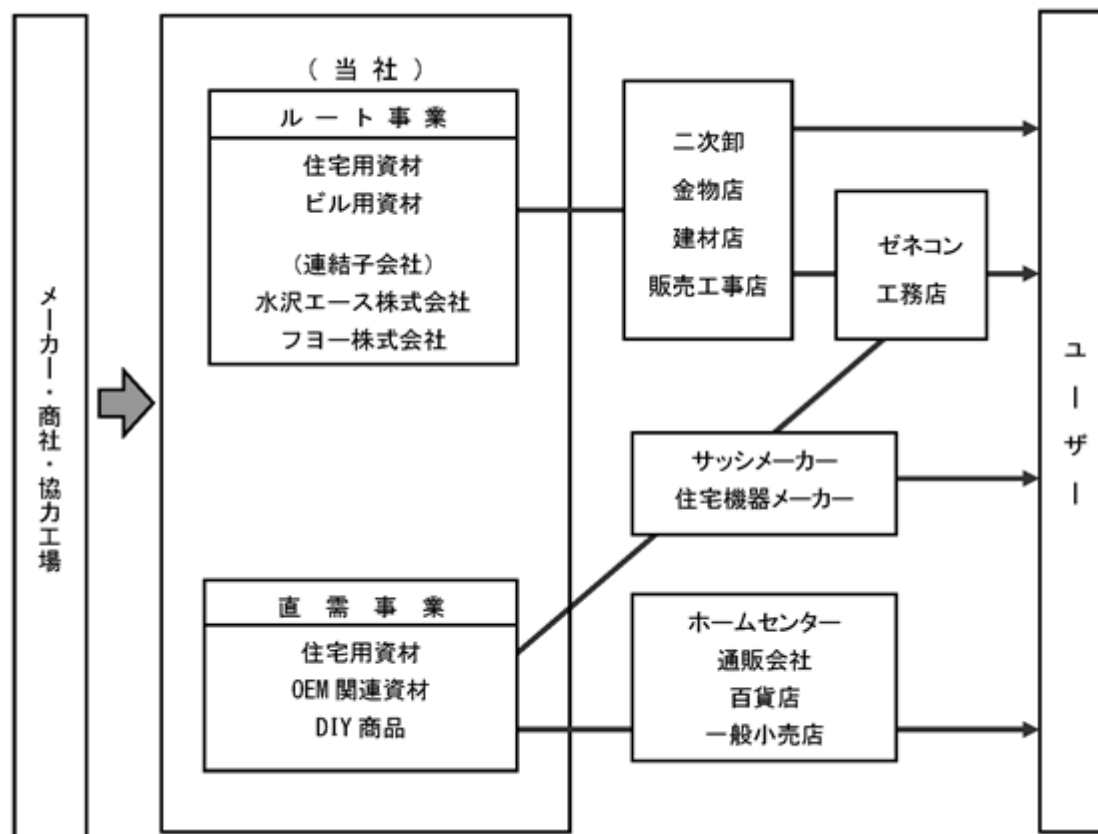 メーカー・商社・協力工場
(当社)
ルート事業
住宅用資材
ビル用資材
(連結子会社)
水沢エース株式会社
フヨー株式会社
直需事業
住宅用資材
OEM関連資材
DIY商品
二次卸
金物店
建材店
販売工事店
ゼネコン
工務店
サッシメーカー
住宅機器メーカー
ホームセンター
通販会社
百貨店
一般小売店
ユーザー